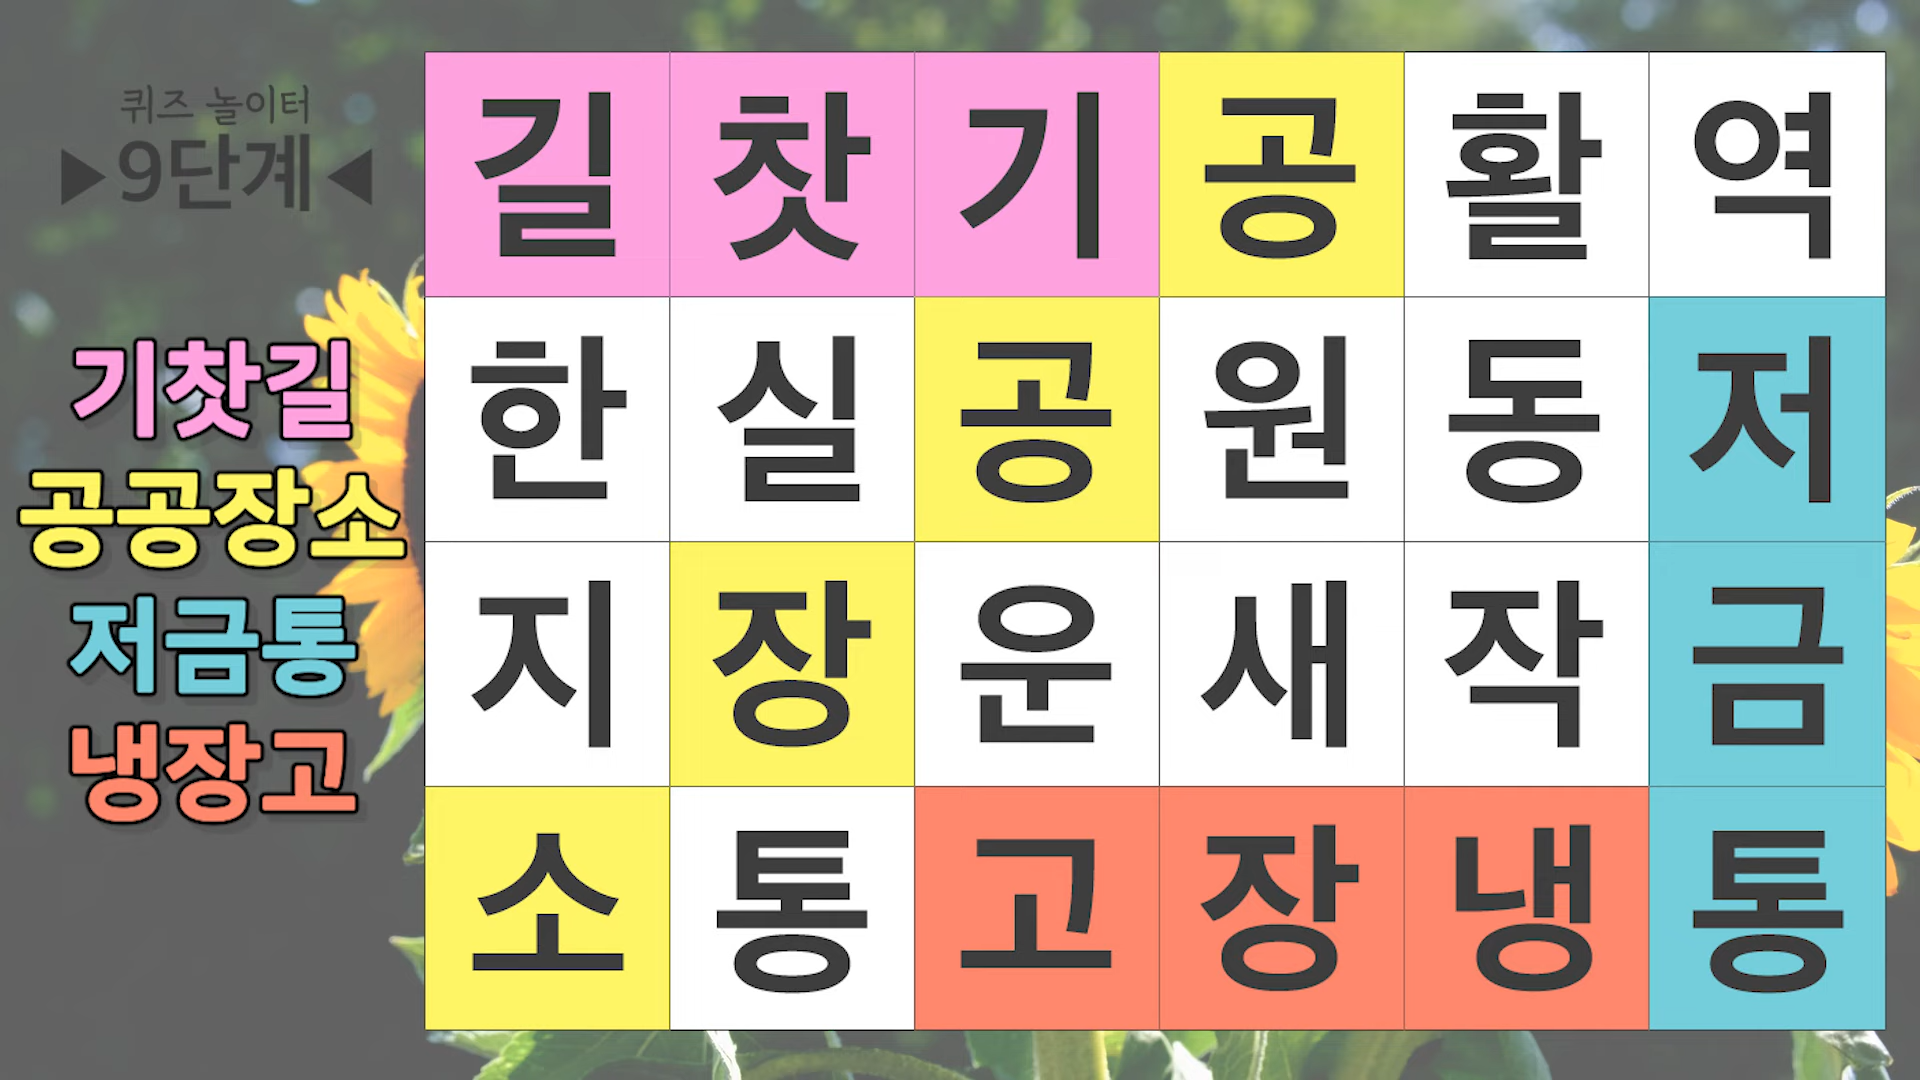 퀴즈 놀이터
▶9단계◀
기찻길
공공장소
저금통
냉장고
길 찻 기 공 활 역
한 실 공 원 동 저
지 장 운 새 작 금
소 통 고 장 냉 통